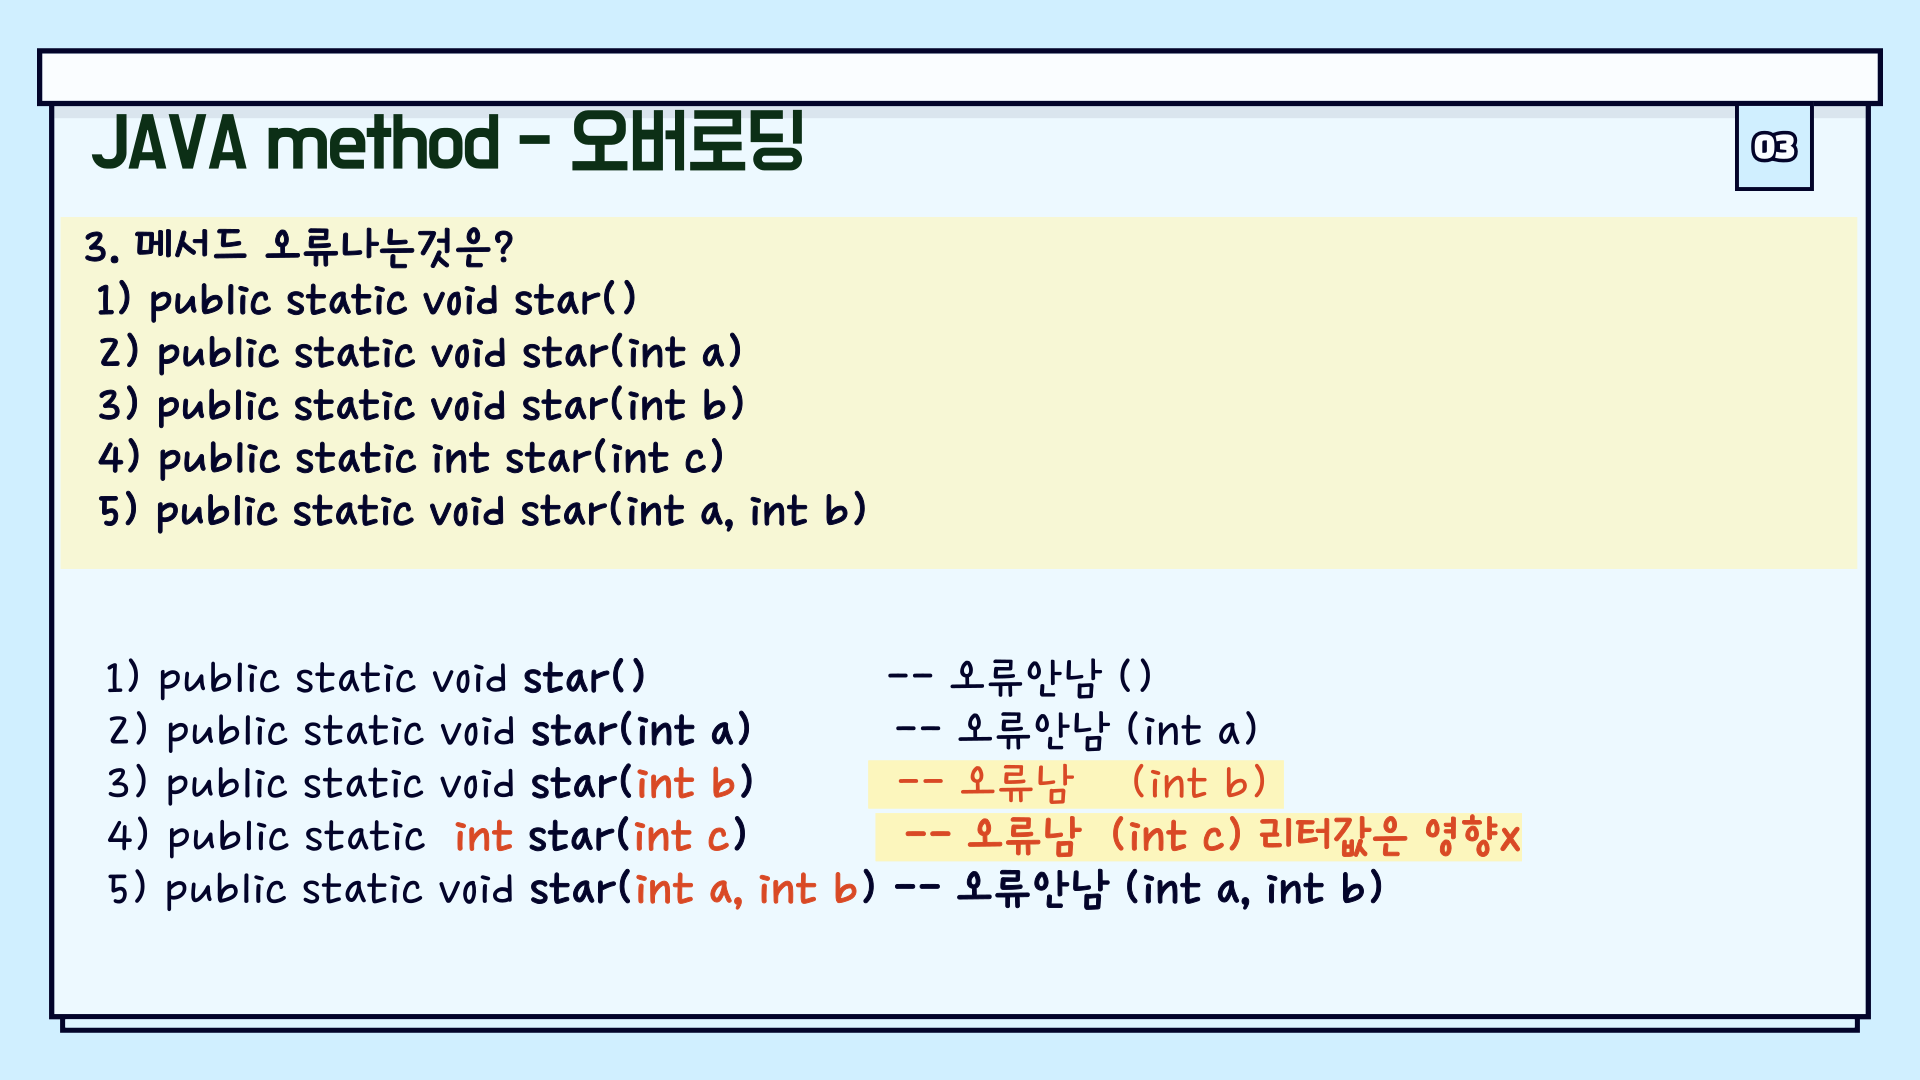 JAVA method - 오버로딩
03
3. 메서드 오류나는것은?
1) public static void star()
2) public static void star(int a)
3) public static void star(int b)
4) public static int star(int c)
5) public static void star(int a, int b)
1) public static void star() -- 오류안남 ()
2) public static void star(int a) -- 오류안남 (int a)
3) public static void star(int b) -- 오류남 (int b)
4) public static int star(int c) -- 오류남 (int c) 리터값은 영향x
5) public static void star(int a, int b) -- 오류안남 (int a, int b)